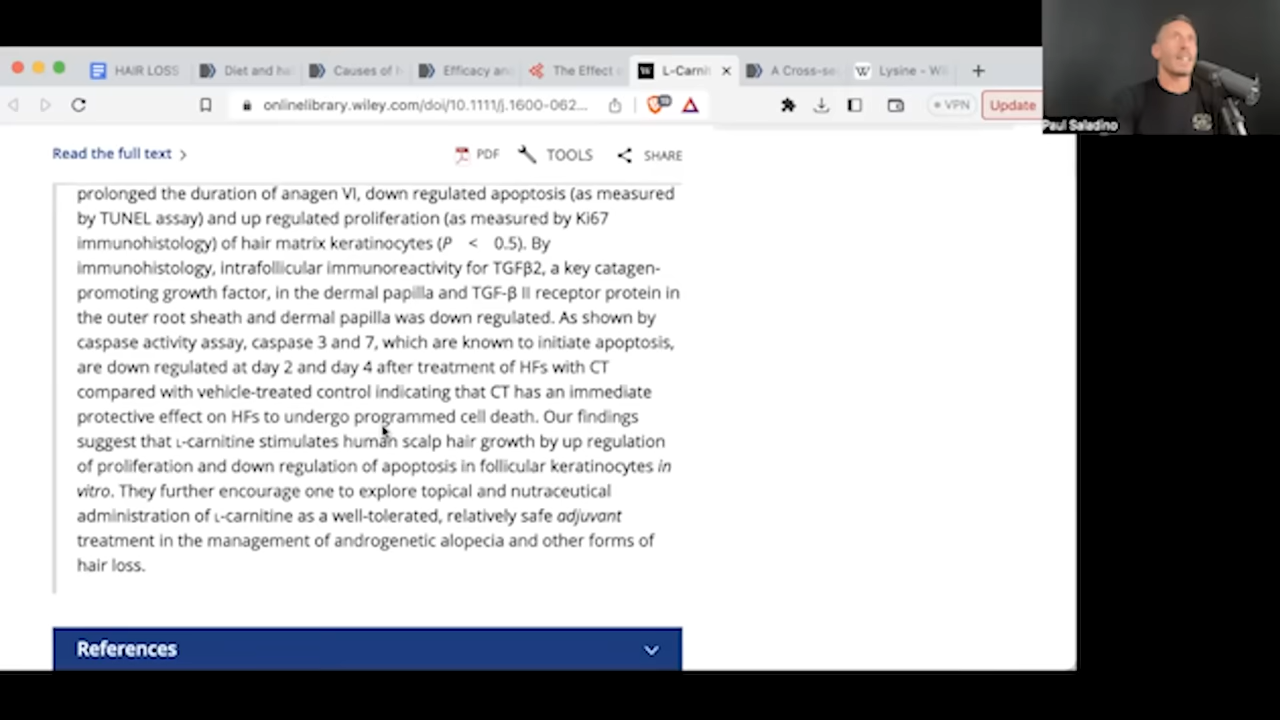 HAIR LOSS
Diet and ha
Causes of h
Efficacy an
The Effect o
L-Carni
A Cross-se
Lysine - Wi
onlinelibrary.wiley.com/doi/10.1111/j.1600-062...
VPN
Update
Paul Saladino
Read the full text
PDF
TOOLS
SHARE
prolonged the duration of anagen VI, down regulated apoptosis (as measured
by TUNEL assay) and up regulated proliferation (as measured by Ki67
immunohistology) of hair matrix keratinocytes (P < 0.5). By
immunohistology, intrafollicular immunoreactivity for TGFβ2, a key catagen-
promoting growth factor, in the dermal papilla and TGF-β II receptor protein in
the outer root sheath and dermal papilla was down regulated. As shown by
caspase activity assay, caspase 3 and 7, which are known to initiate apoptosis,
are down regulated at day 2 and day 4 after treatment of HFs with CT
compared with vehicle-treated control indicating that CT has an immediate
protective effect on HFs to undergo programmed cell death. Our findings
suggest that L-carnitine stimulates human scalp hair growth by up regulation
of proliferation and down regulation of apoptosis in follicular keratinocytes in
vitro. They further encourage one to explore topical and nutraceutical
administration of L-carnitine as a well-tolerated, relatively safe adjuvant
treatment in the management of androgenetic alopecia and other forms of
hair loss.
References